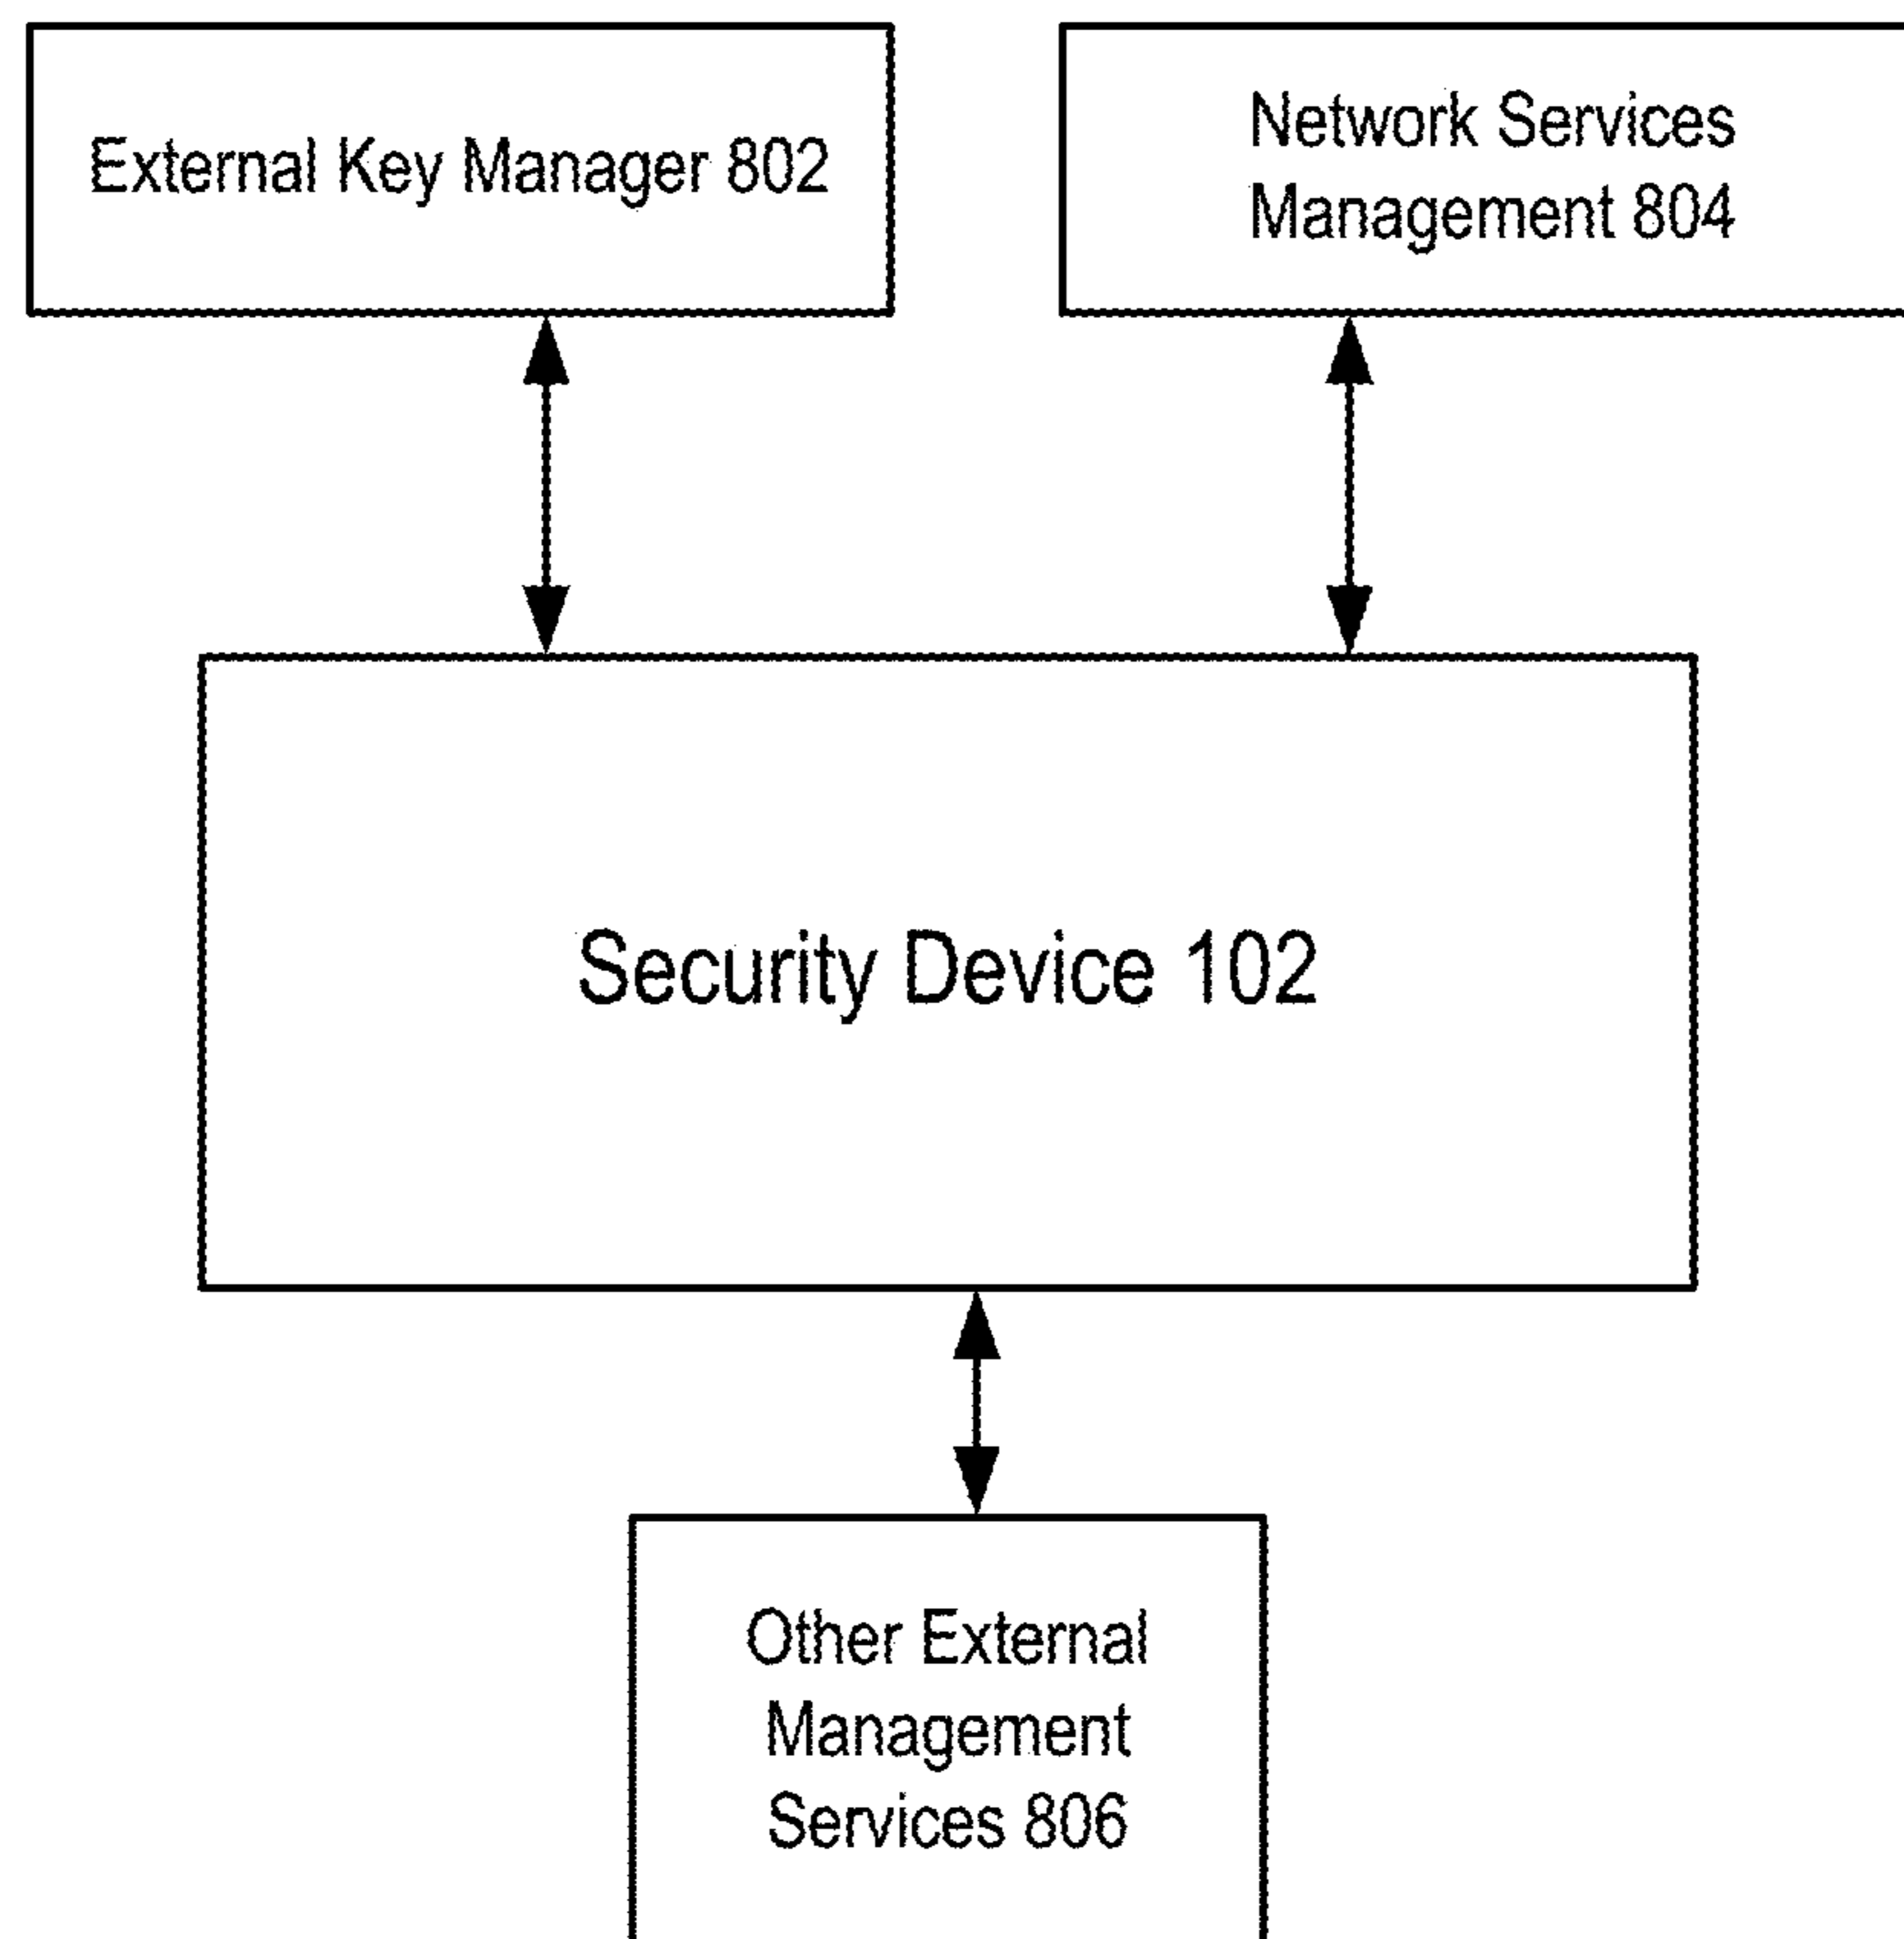 External Key Manager 802
Network Services
Management 804
Security Device 102
Other External
Management
Services 806